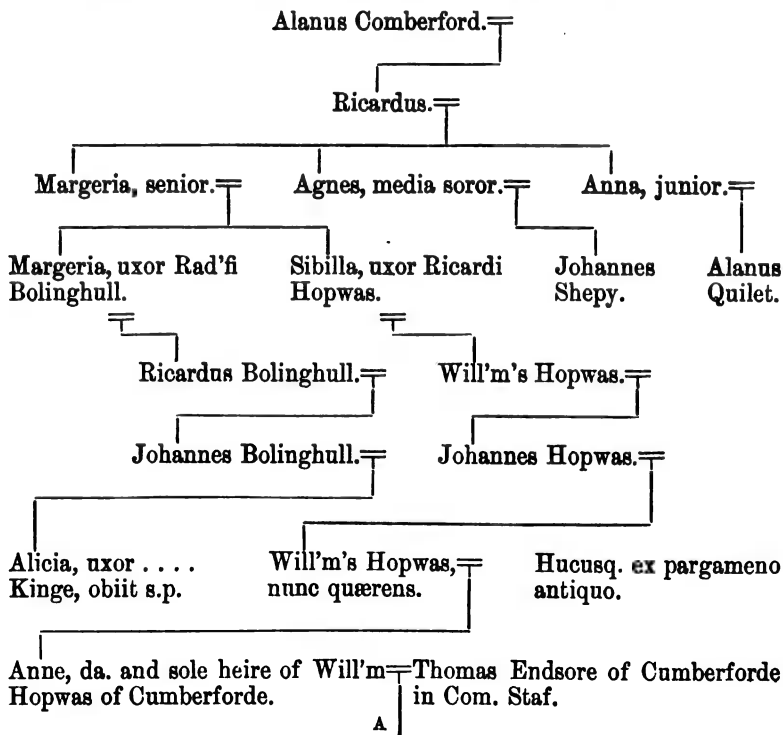 Alanus Comberford.
Ricardus.
Margeria, senior. Agnes, media soror. Anna, junior.
Margeria, uxor Rad'fi Bolinghull.
Sibilla, uxor Ricardi Hopwas.
Johannes Shepy.
Alanus Quilet.
Ricardus Bolinghull. Will'm's Hopwas.
Johannes Bolinghull. Johannes Hopwas.
Alicia, uxor . . . .
Kinge, obiit s.p.
Will'm's Hopwas,
nunc quærens.
Hucusq. ex pargameno
antiquo.
Anne, da. and sole heire of Will'm
Hopwas of Cumberforde.
Thomas Endsore of Cumberforde
in Com. Staf.
A